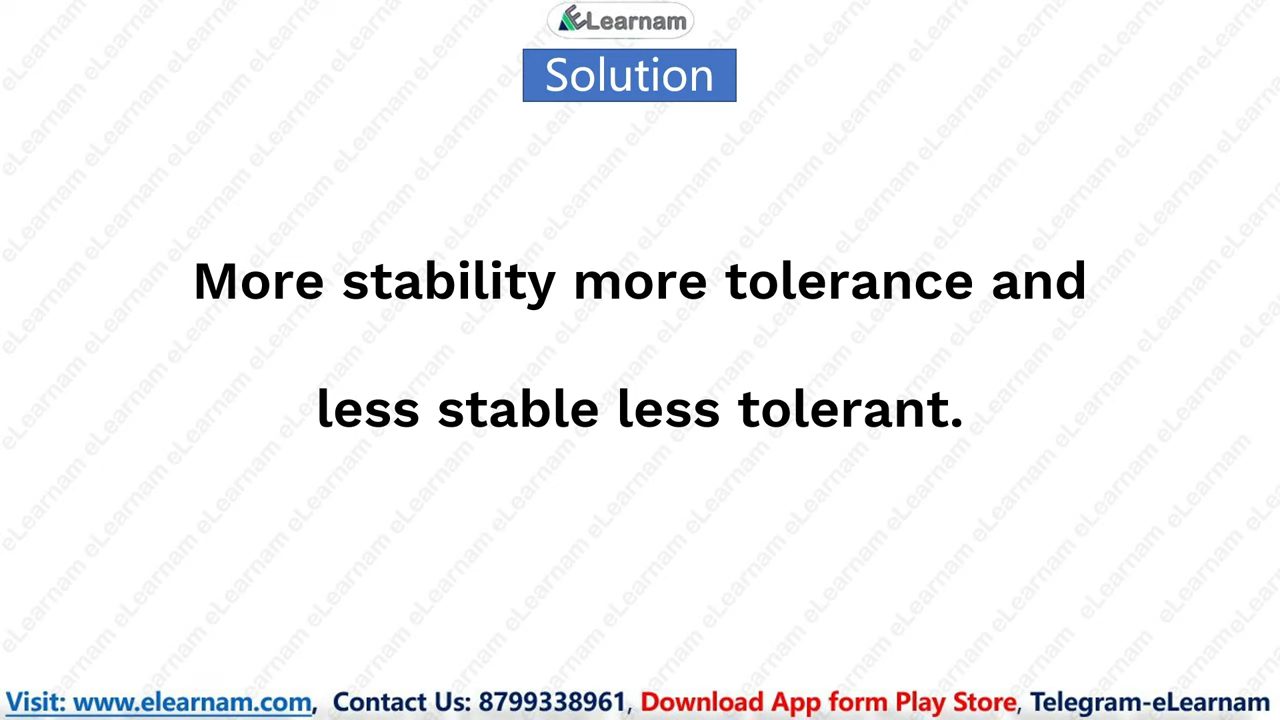 ELearnam
Solution
More stability more tolerance and
less stable less tolerant.
Visit: www.elearnam.com, Contact Us: 8799338961, Download App form Play Store, Telegram-eLearnam